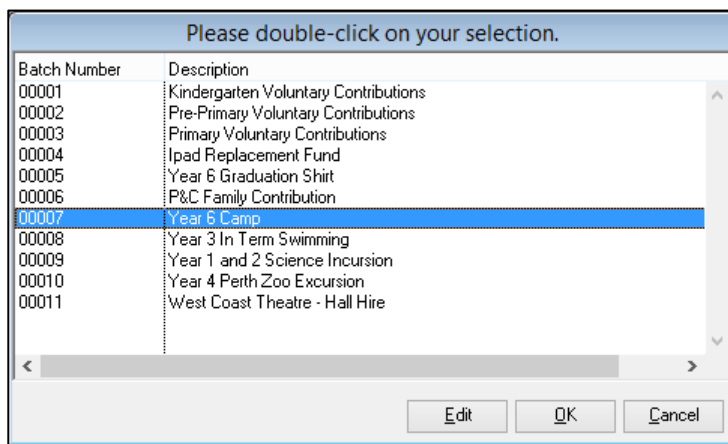 Please double-click on your selection.
Batch Number Description
00001 Kindergarten Voluntary Contributions
00002 Pre-Primary Voluntary Contributions
00003 Primary Voluntary Contributions
00004 Ipad Replacement Fund
00005 Year 6 Graduation Shirt
00006 P&C Family Contribution
00007 Year 6 Camp
00008 Year 3 In Term Swimming
00009 Year 1 and 2 Science Incursion
00010 Year 4 Perth Zoo Excursion
00011 West Coast Theatre - Hall Hire
Edit OK Cancel